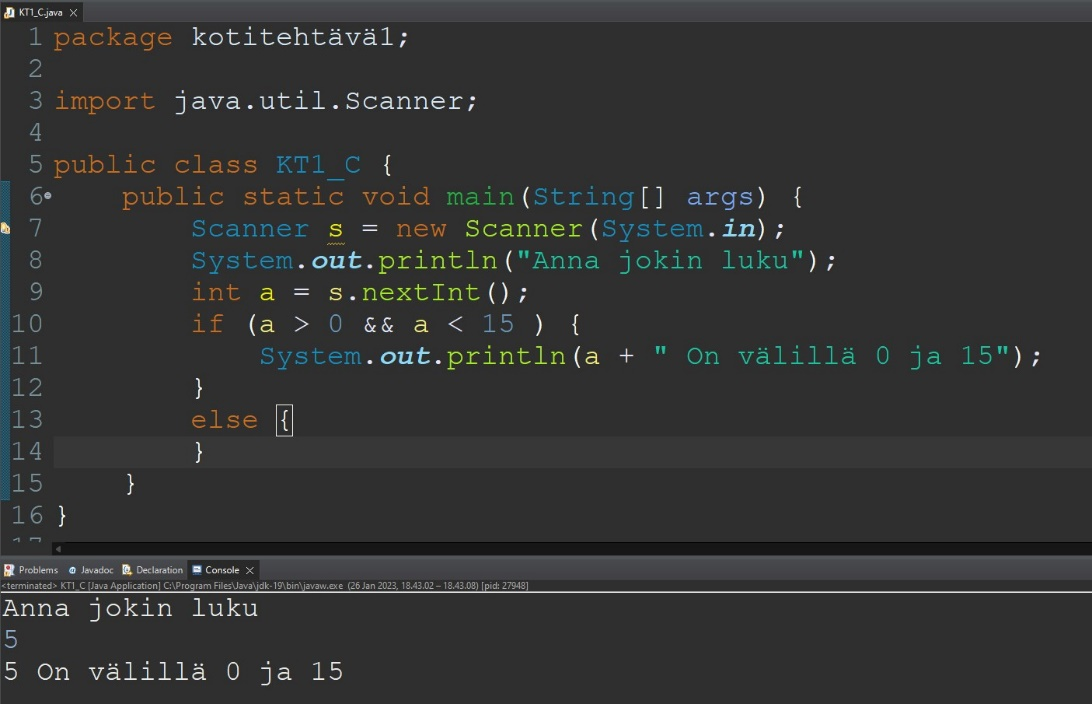 KT1_C.java
1 package kotitehtävä1;
2
3 import java.util.Scanner;
4
5 public class KT1_C {
6 public static void main(String[] args) {
7 Scanner s = new Scanner(System.in);
8 System.out.println("Anna jokin luku");
9 int a = s.nextInt();
10 if (a > 0 && a < 15 ) {
11 System.out.println(a + " On välillä 0 ja 15");
12 }
13 else {
14 }
15 }
16 }
17
Problems Javadoc Declaration Console
<terminated> KT1_C [Java Application] C:\Program Files\Java\jdk-19\bin\javaw.exe (26 Jan 2023, 18.43.02 – 18.43.08) [pid: 27948]
Anna jokin luku
5
5 On välillä 0 ja 15